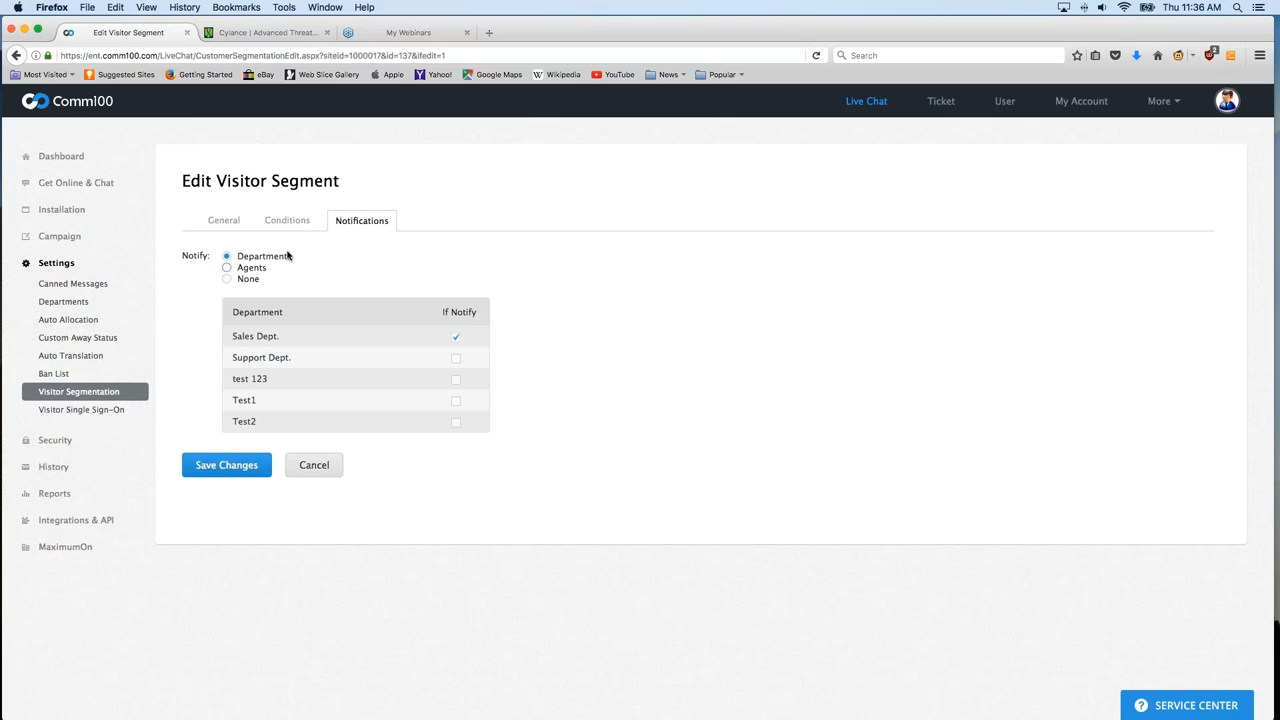 Firefox File Edit View History Bookmarks Tools Window Help Thu 11:36 AM
Edit Visitor Segment Cylance | Advanced Threat... My Webinars
https://ent.comm100.com/LiveChat/CustomerSegmentationEdit.aspx?siteid=1000017&id=137&ifedit=1 Search
Most Visited Suggested Sites Getting Started eBay Web Slice Gallery Apple Yahoo! Google Maps Wikipedia YouTube News Popular
Comm100 Live Chat Ticket User My Account More
Dashboard
Get Online & Chat
Installation
Campaign
Settings
Canned Messages
Departments
Auto Allocation
Custom Away Status
Auto Translation
Ban List
Visitor Segmentation
Visitor Single Sign-On
Security
History
Reports
Integrations & API
MaximumOn
Edit Visitor Segment
General Conditions Notifications
Notify: Department
Agents
None
Department If Notify
Sales Dept.
Support Dept.
test 123
Test1
Test2
Save Changes Cancel
? SERVICE CENTER